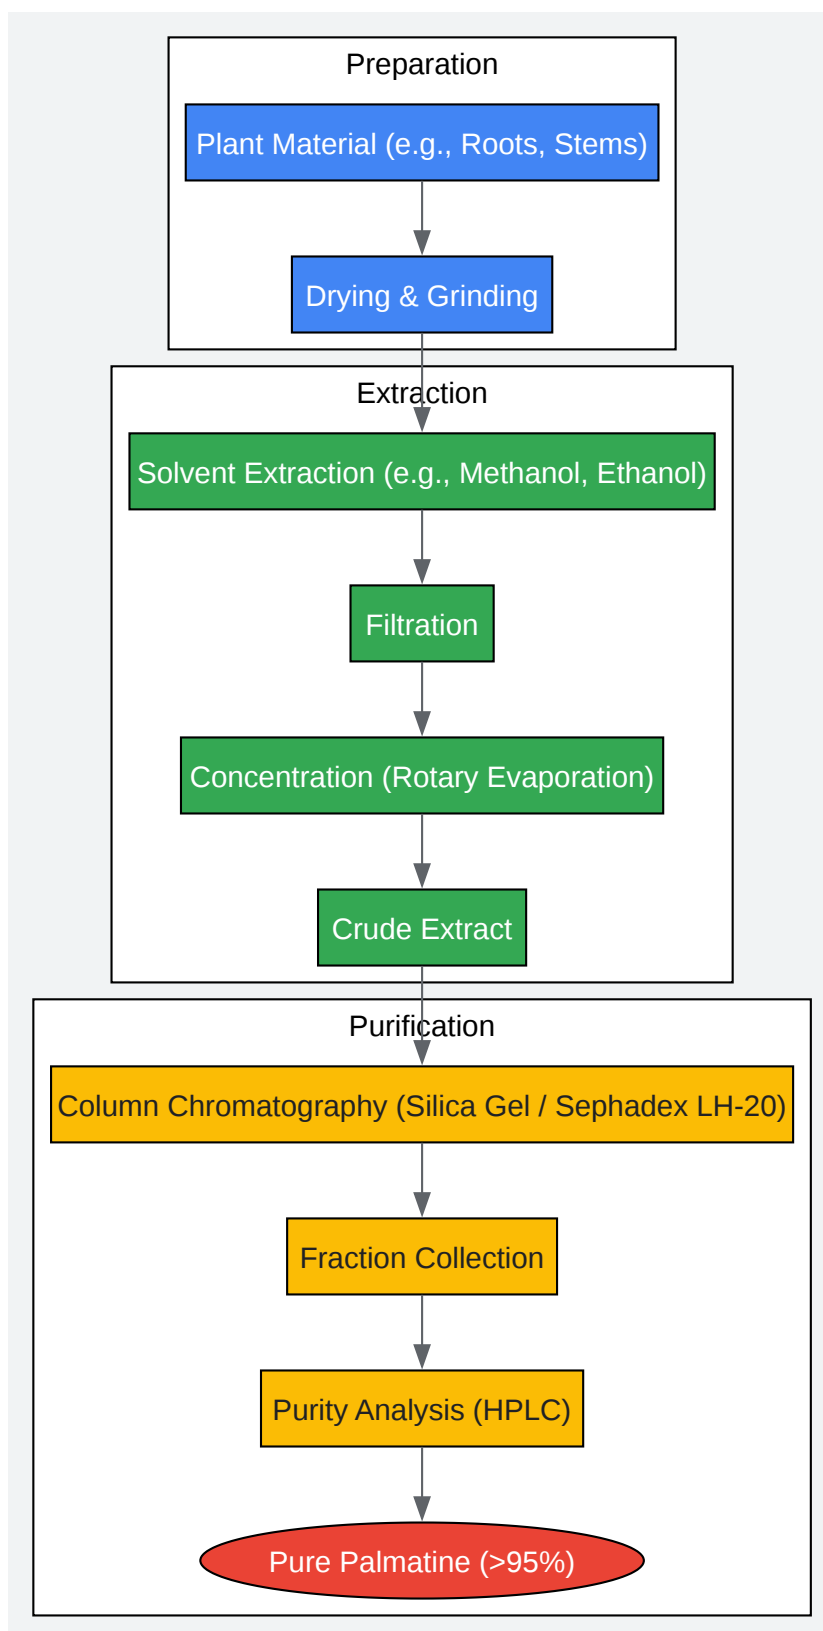 Preparation
Plant Material (e.g., Roots, Stems)
Drying & Grinding
Extraction
Solvent Extraction (e.g., Methanol, Ethanol)
Filtration
Concentration (Rotary Evaporation)
Crude Extract
Purification
Column Chromatography (Silica Gel / Sephadex LH-20)
Fraction Collection
Purity Analysis (HPLC)
Pure Palmatine (>95%)